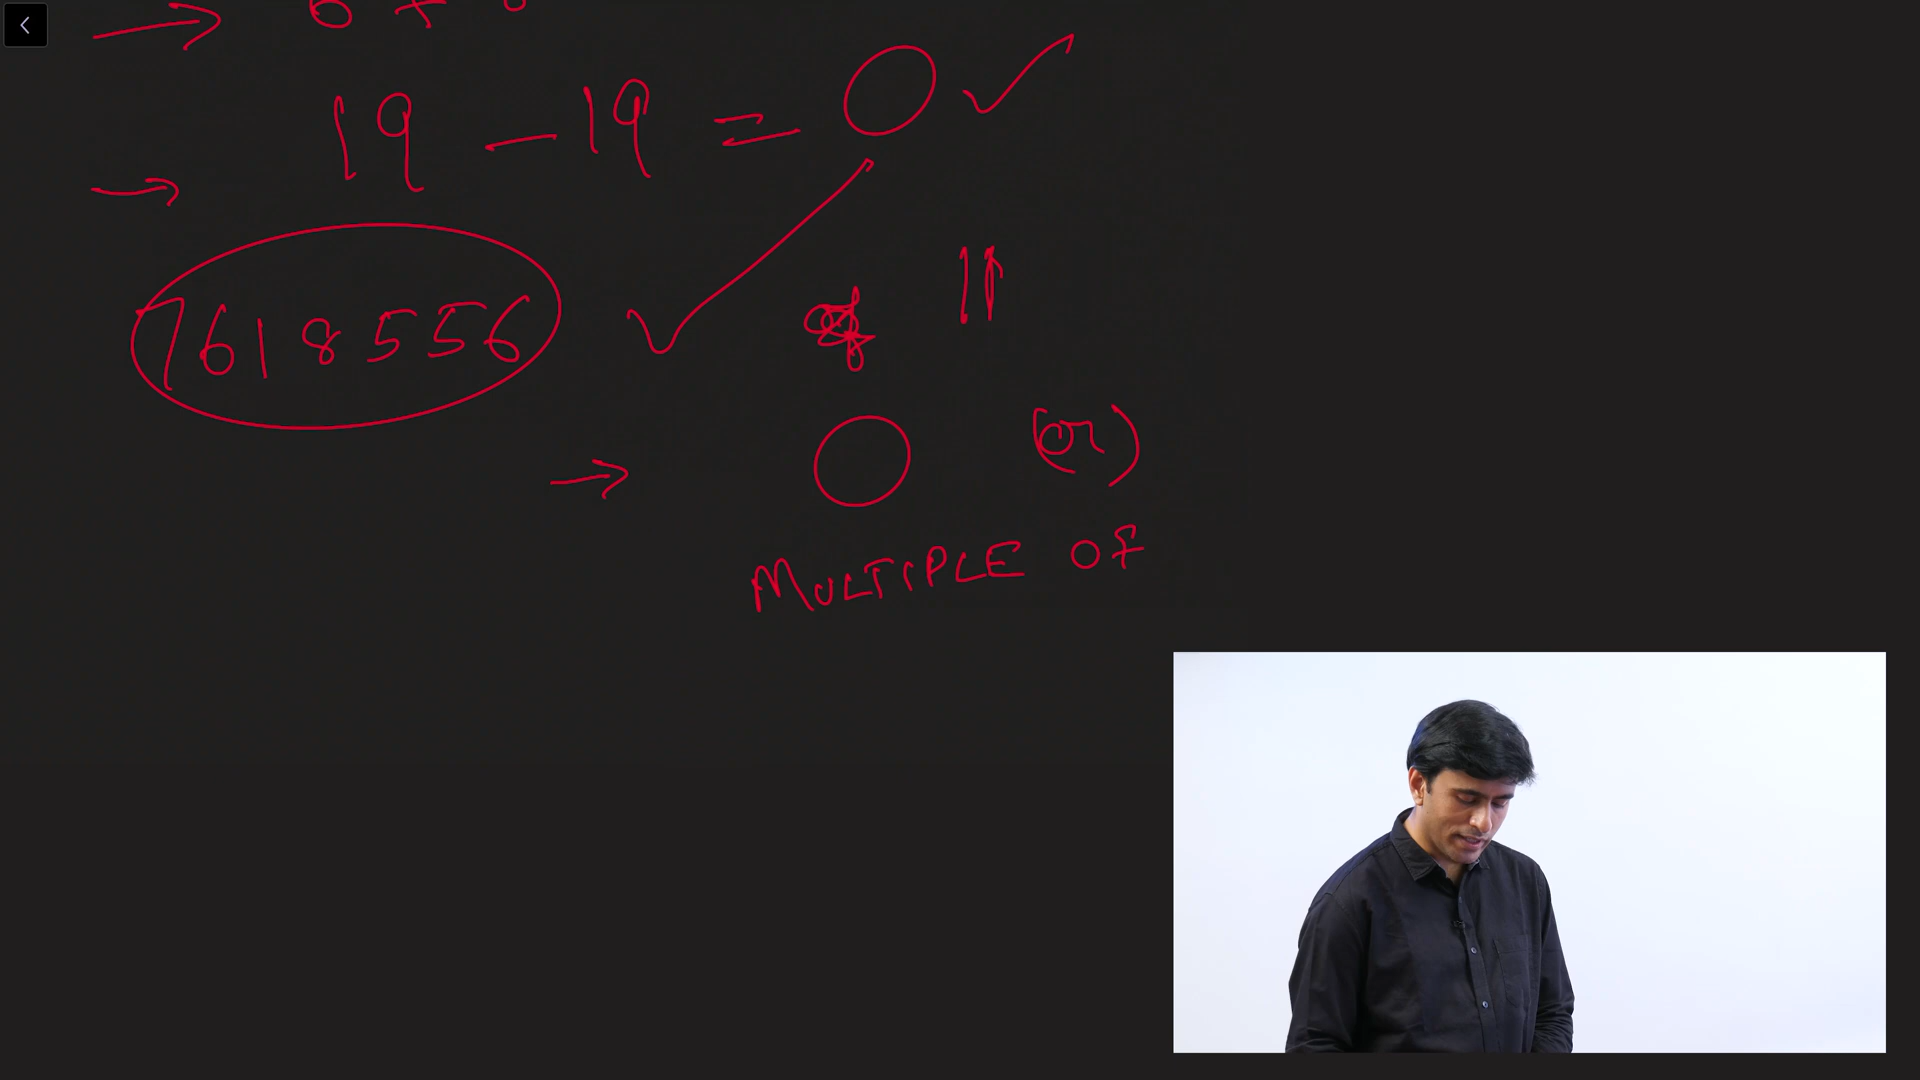 19 - 19 = 0 ✓
7618556 ✓
11
→ 0 (or)
MULTIPLE OF